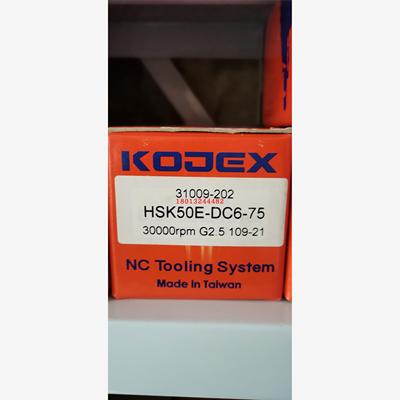 KOJEX
31009-202
18013244482
HSK50E-DC6-75
30000rpm G2.5 109-21
NC Tooling System
Made in Taiwan